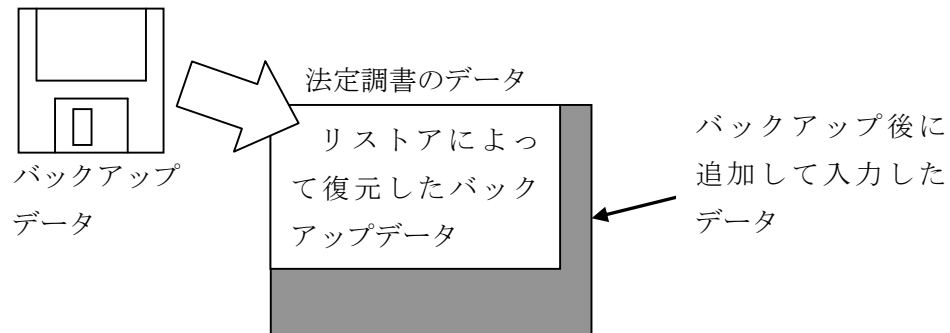 法定調書のデータ
リストアによっ
て復元したバック
アップデータ
バックアップ
データ
バックアップ後に
追加して入力した
データ